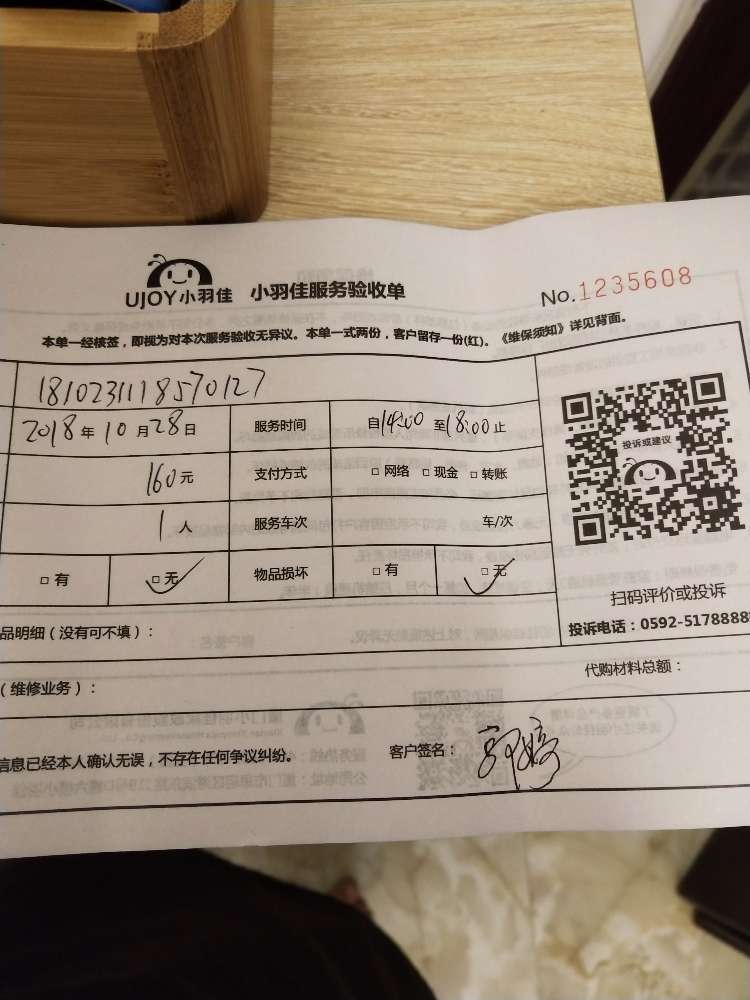 UJOY小羽佳 小羽佳服务验收单 No.1235608
本单一经核签，即视为对本次服务验收无异议。本单一式两份，客户留存一份(红)。《维保须知》详见背面。
1810231118570127
2018年10月28日 服务时间 自14:00至18:00止
160元 支付方式 □网络 □现金 □转账
1人 服务车次 车/次
□有 □无 物品损坏 □有 □无
投诉或建议
扫码评价或投诉
投诉电话：0592-5178888
品明细（没有可不填）：
代购材料总额：
（维修业务）：
信息已经本人确认无误，不存在任何争议纠纷。 客户签名：